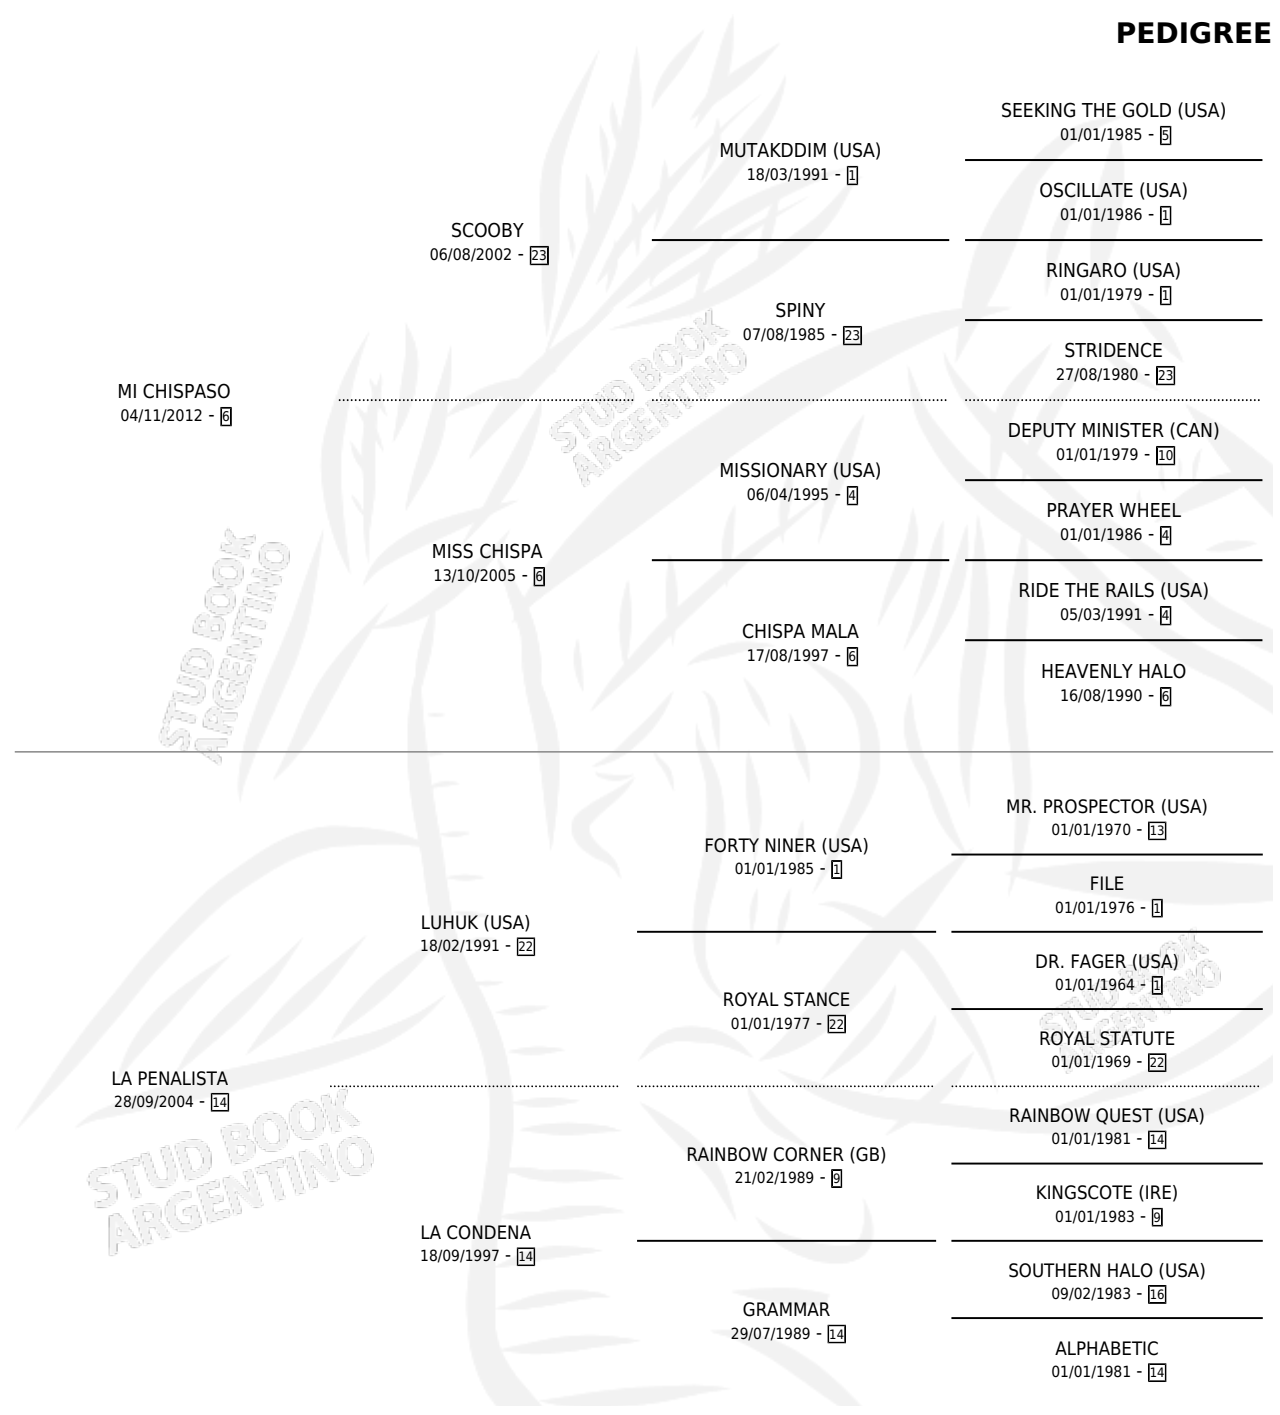 PEDIGREE
SEEKING THE GOLD (USA)
01/01/1985 - 5
MUTAKDDIM (USA)
18/03/1991 - 1
OSCILLATE (USA)
01/01/1986 - 1
SCOOBY
06/08/2002 - 23
RINGARO (USA)
01/01/1979 - 1
SPINY
07/08/1985 - 23
STRIDENCE
27/08/1980 - 23
MI CHISPASO
04/11/2012 - 6
DEPUTY MINISTER (CAN)
01/01/1979 - 10
MISSIONARY (USA)
06/04/1995 - 4
PRAYER WHEEL
01/01/1986 - 4
MISS CHISPA
13/10/2005 - 6
RIDE THE RAILS (USA)
05/03/1991 - 4
CHISPA MALA
17/08/1997 - 6
HEAVENLY HALO
16/08/1990 - 6
MR. PROSPECTOR (USA)
01/01/1970 - 13
FORTY NINER (USA)
01/01/1985 - 1
FILE
01/01/1976 - 1
LUHUK (USA)
18/02/1991 - 22
DR. FAGER (USA)
01/01/1964 - 1
ROYAL STANCE
01/01/1977 - 22
ROYAL STATUTE
01/01/1969 - 22
LA PENALISTA
28/09/2004 - 14
RAINBOW QUEST (USA)
01/01/1981 - 14
RAINBOW CORNER (GB)
21/02/1989 - 9
KINGSCOTE (IRE)
01/01/1983 - 9
LA CONDENA
18/09/1997 - 14
SOUTHERN HALO (USA)
09/02/1983 - 16
GRAMMAR
29/07/1989 - 14
ALPHABETIC
01/01/1981 - 14
STUD BOOK
ARGENTINO
STUD BOOK
ARGENTINO
STUD BOOK
ARGENTINO
STUD BOOK
ARGENTINO